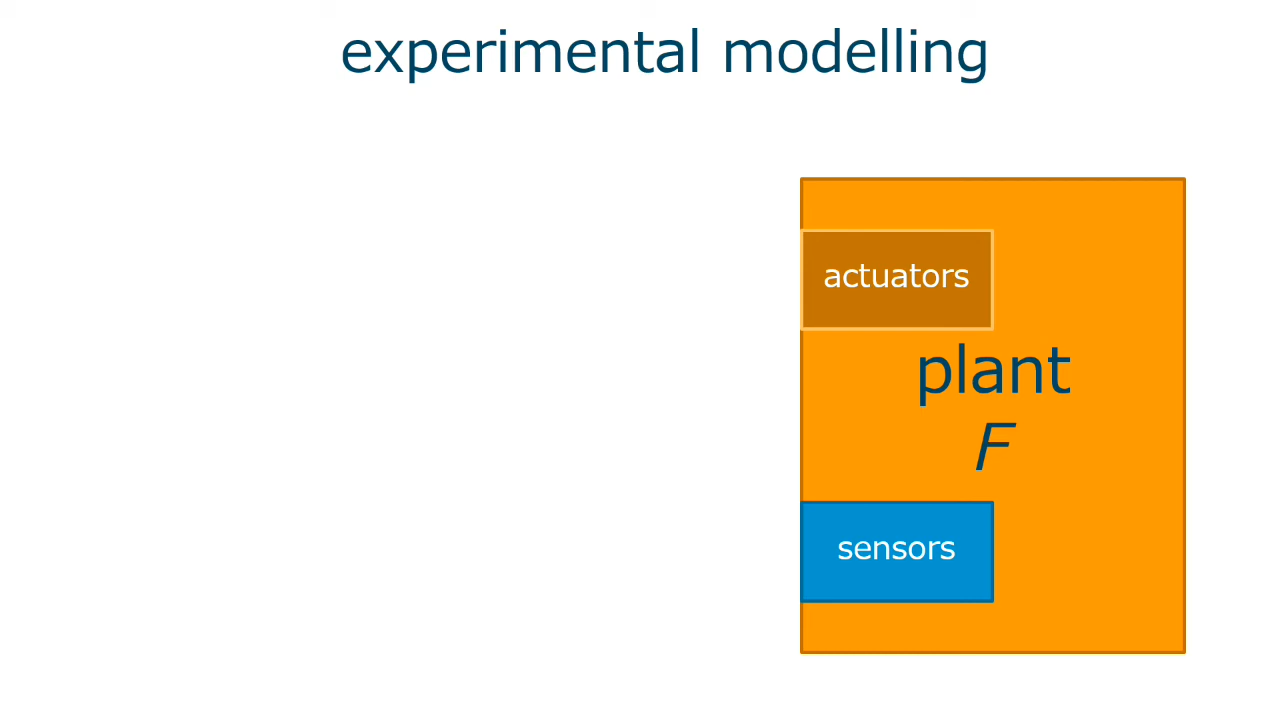 experimental modelling
actuators
plant
F
sensors